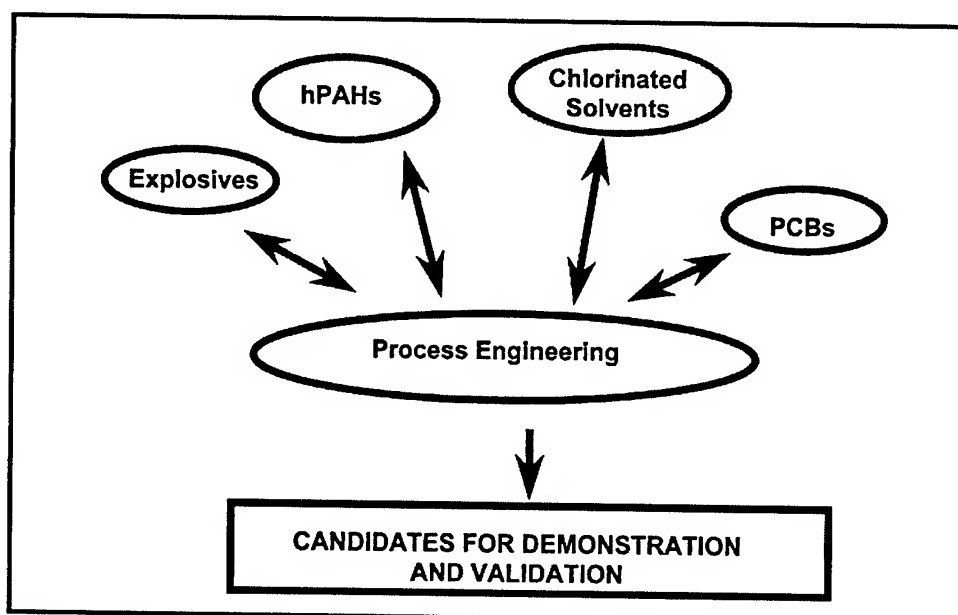 hPAHs
Chlorinated
Solvents
Explosives
PCBs
Process Engineering
CANDIDATES FOR DEMONSTRATION
AND VALIDATION